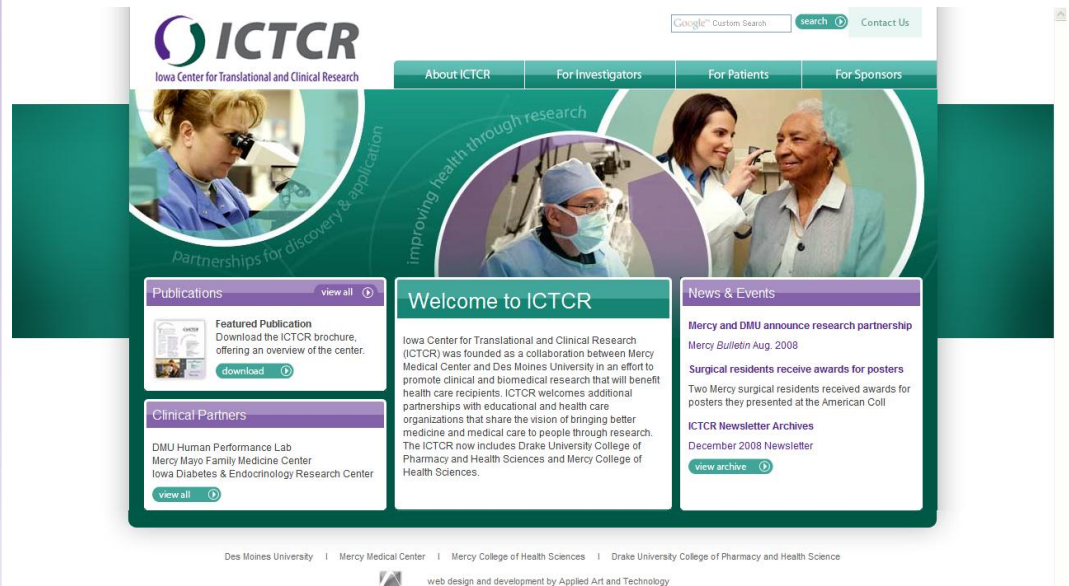 ICTCR
Iowa Center for Translational and Clinical Research
Google™ Custom Search
search
Contact Us
About ICTCR
For Investigators
For Patients
For Sponsors
partnerships for discovery & application
improving health through research
Publications
view all
Featured Publication
Download the ICTCR brochure,
offering an overview of the center.
download
Clinical Partners
DMU Human Performance Lab
Mercy Mayo Family Medicine Center
Iowa Diabetes & Endocrinology Research Center
view all
Welcome to ICTCR
Iowa Center for Translational and Clinical Research
(ICTCR) was founded as a collaboration between Mercy
Medical Center and Des Moines University in an effort to
promote clinical and biomedical research that will benefit
health care recipients. ICTCR welcomes additional
partnerships with educational and health care
organizations that share the vision of bringing better
medicine and medical care to people through research.
The ICTCR now includes Drake University College of
Pharmacy and Health Sciences and Mercy College of
Health Sciences.
News & Events
Mercy and DMU announce research partnership
Mercy Bulletin Aug. 2008
Surgical residents receive awards for posters
Two Mercy surgical residents received awards for
posters they presented at the American Coll
ICTCR Newsletter Archives
December 2008 Newsletter
view archive
Des Moines University | Mercy Medical Center | Mercy College of Health Sciences | Drake University College of Pharmacy and Health Science
web design and development by Applied Art and Technology